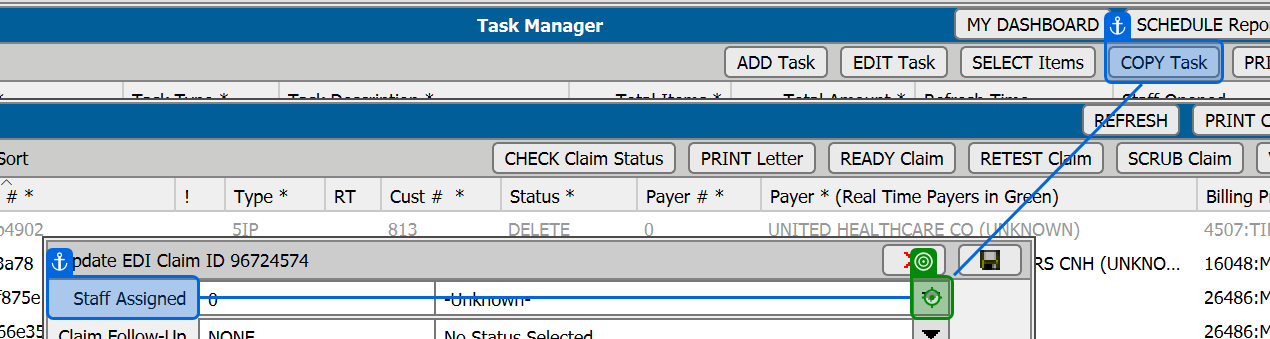 Task Manager MY DASHBOARD SCHEDULE Repo
ADD Task EDIT Task SELECT Items COPY Task PRI
Task Type * Task Description * Total Items * Total Amount * Refresh Time Staff Opened
REFRESH PRINT C
Sort CHECK Claim Status PRINT Letter READY Claim RETEST Claim SCRUB Claim
# * ! Type * RT Cust # * Status * Payer # * Payer * (Real Time Payers in Green) Billing P
4902 5IP 813 DELETE 0 UNITED HEALTHCARE CO (UNKNOWN) 4507:TI
3a78 pdate EDI Claim ID 96724574 RS CNH (UNKNO... 16048:M
f875e Staff Assigned 0 -Unknown- 26486:M
66e35 Claim Follow-Up NONE No Status Selected 26486:M